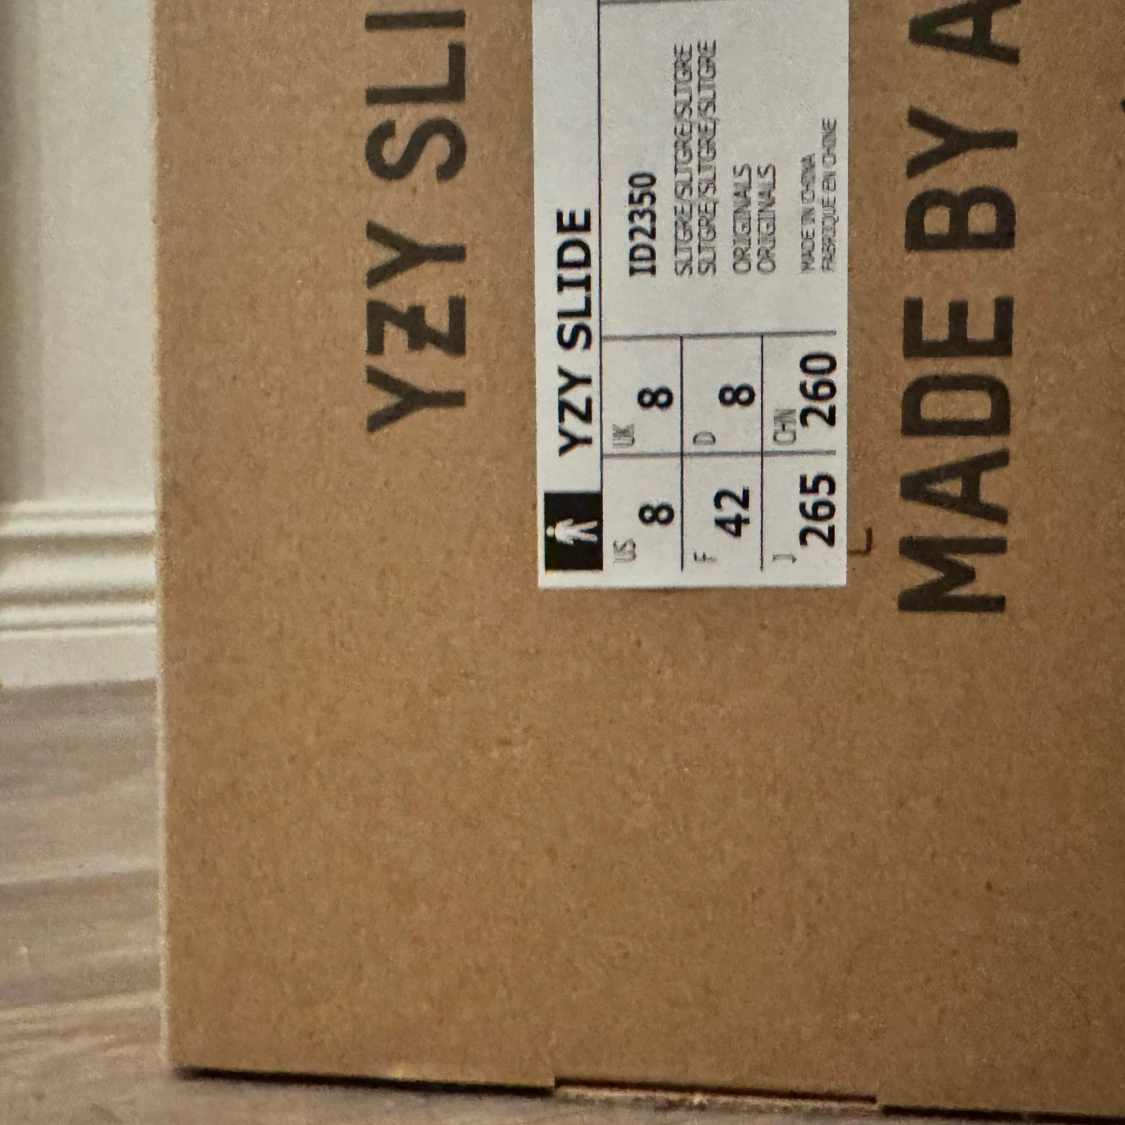 YZY SLI
YZY SLIDE
US 8
UK 8
F 42
D 8
J 265
CHN 260
ID2350
SLTGRE/SLTGRE/SLTGRE
SLTGRE/SLTGRE/SLTGRE
ORIGINALS
ORIGINALS
MADE IN CHINA
FABRIQUÉ EN CHINE
MADE BY A